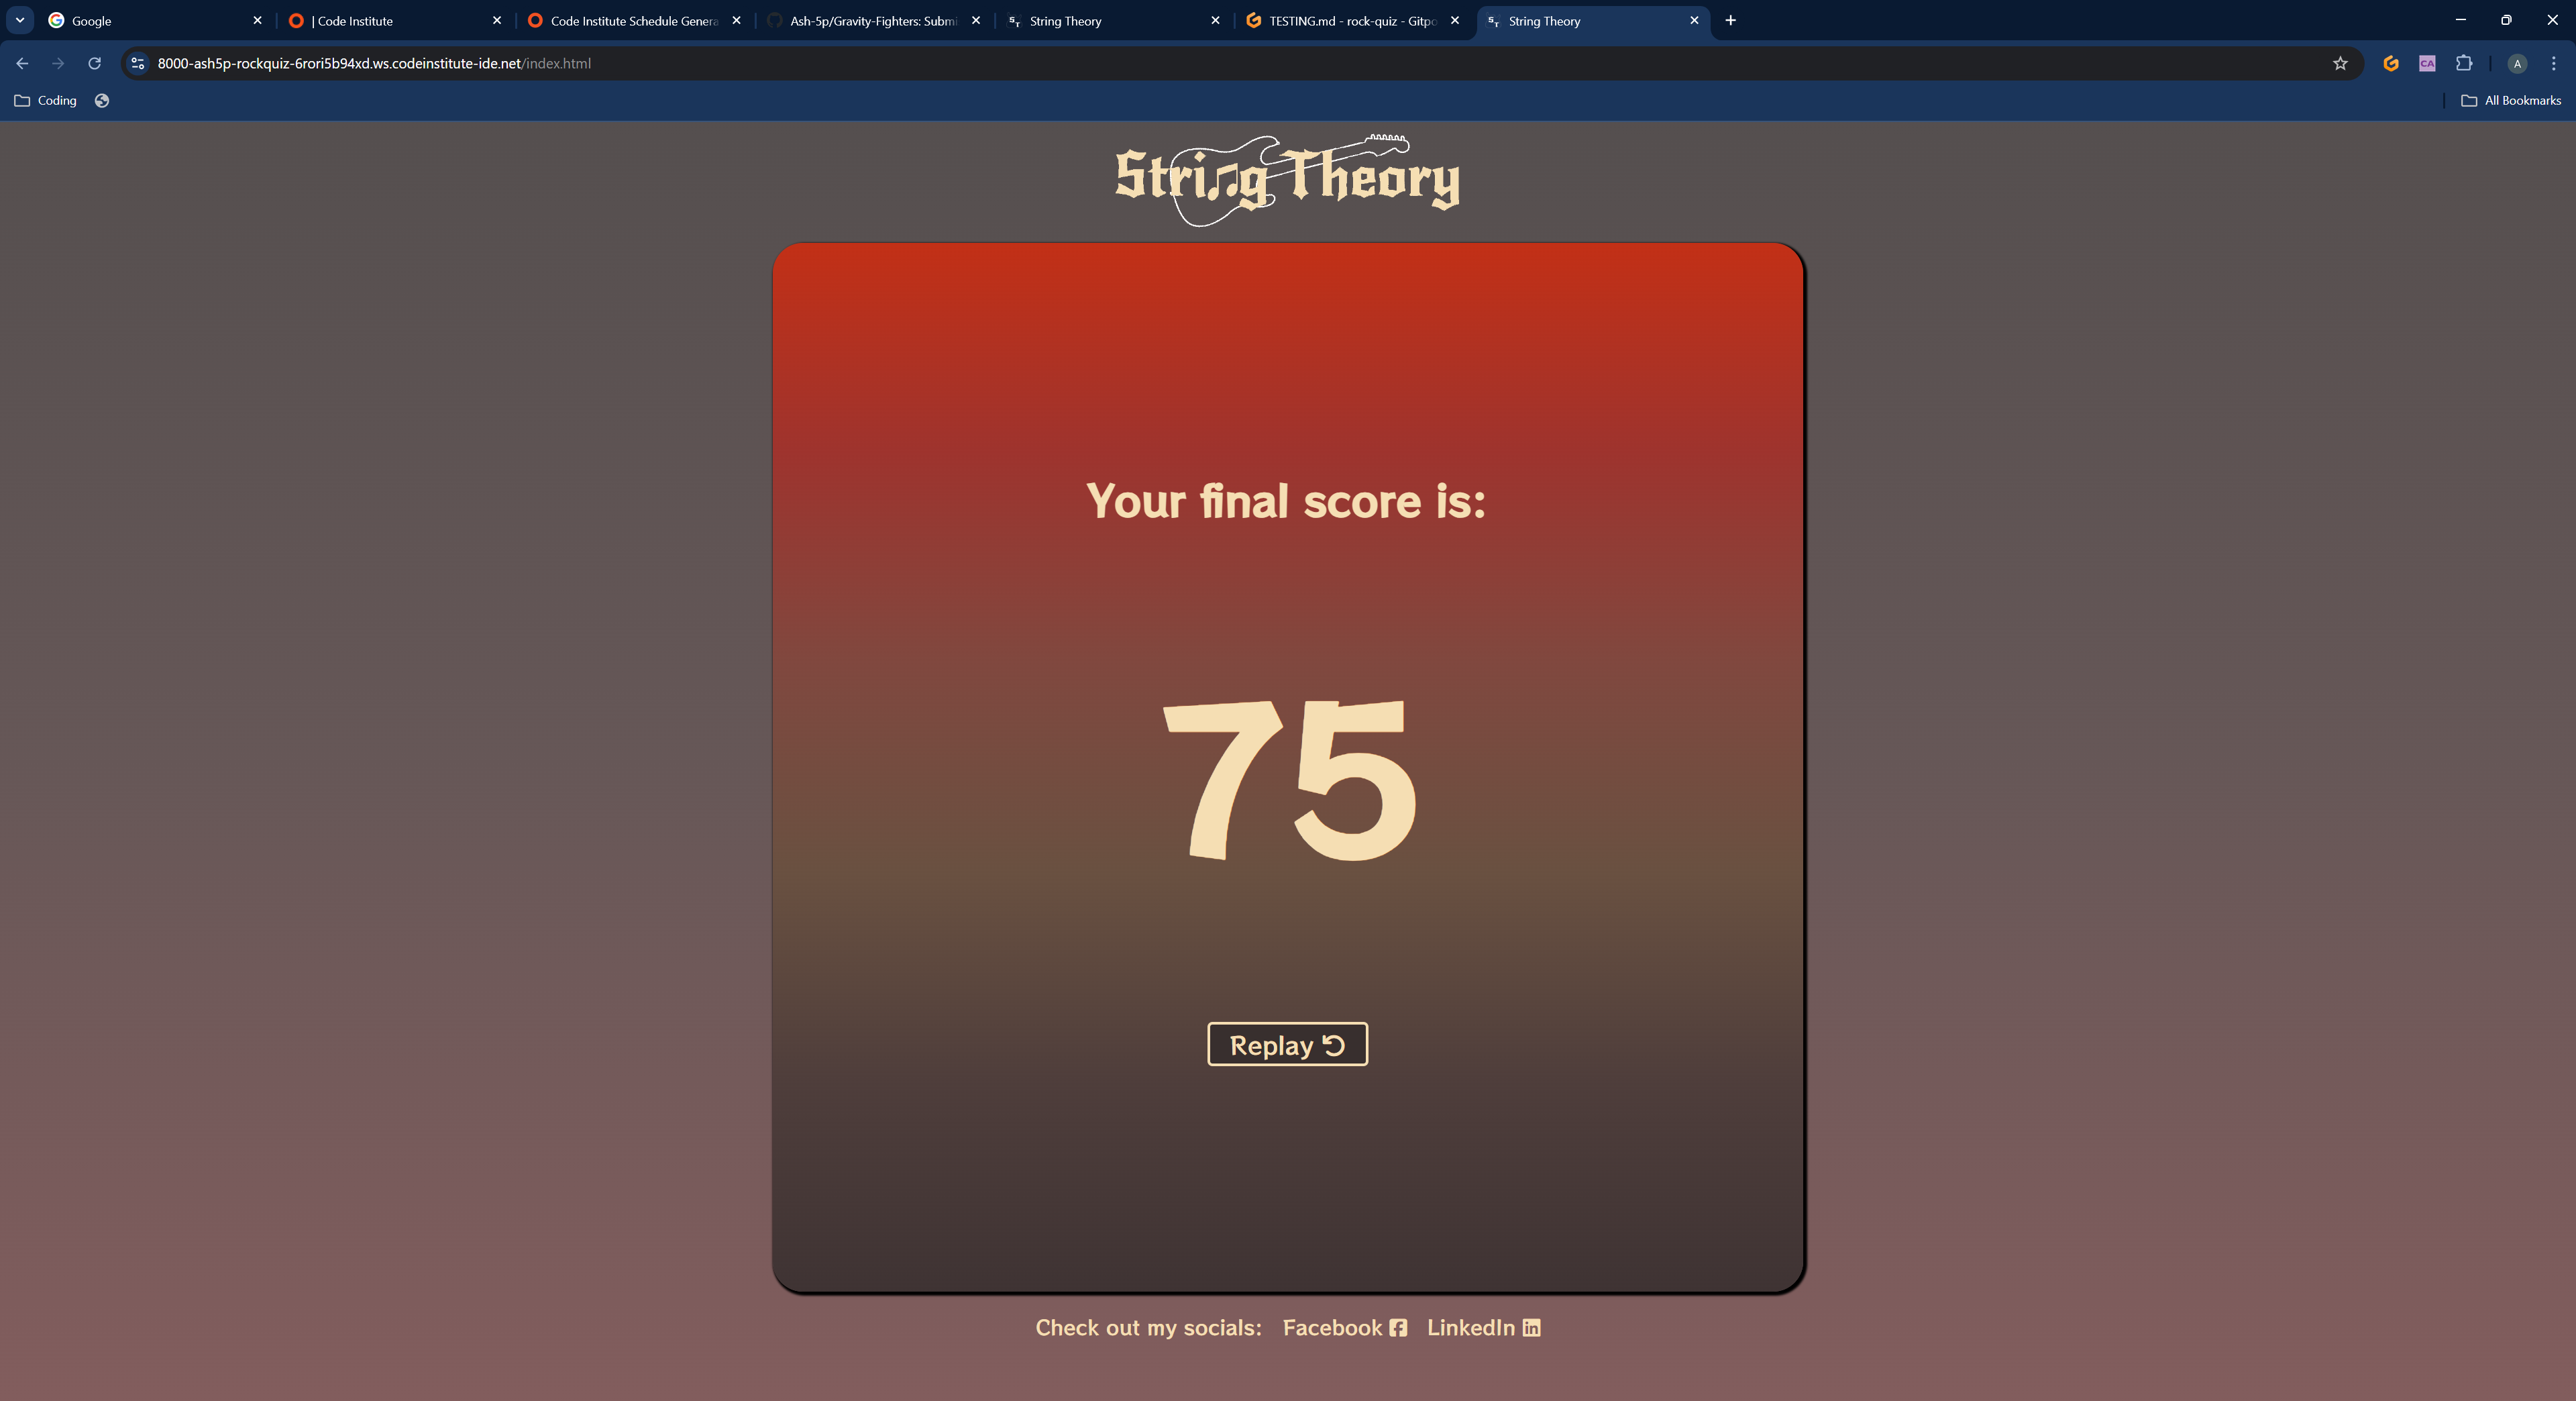 Google
| Code Institute
Code Institute Schedule Genera
Ash-5p/Gravity-Fighters: Submi
String Theory
TESTING.md - rock-quiz - Gitpo
String Theory
8000-ash5p-rockquiz-6rori5b94xd.ws.codeinstitute-ide.net/index.html
CA
A
Coding
All Bookmarks
String Theory
Your final score is:
75
Replay
Check out my socials: Facebook LinkedIn